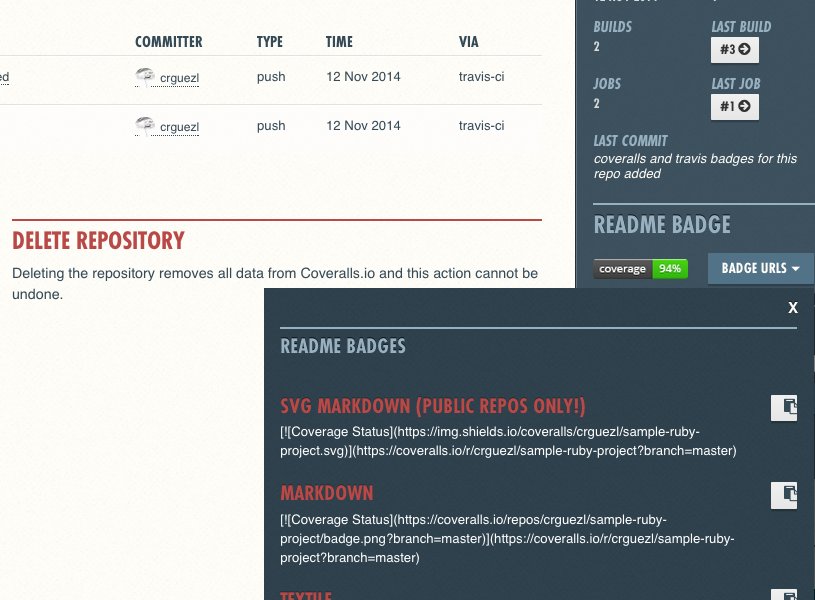 COMMITTER TYPE TIME VIA
ed crguezl push 12 Nov 2014 travis-ci
crguezl push 12 Nov 2014 travis-ci
DELETE REPOSITORY
Deleting the repository removes all data from Coveralls.io and this action cannot be
undone.
BUILDS LAST BUILD
2 #3
JOBS LAST JOB
2 #1
LAST COMMIT
coveralls and travis badges for this
repo added
README BADGE
coverage 94% BADGE URLS
X
README BADGES
SVG MARKDOWN (PUBLIC REPOS ONLY!)
[![Coverage Status](https://img.shields.io/coveralls/crguezl/sample-ruby-
project.svg)](https://coveralls.io/r/crguezl/sample-ruby-project?branch=master)
MARKDOWN
[![Coverage Status](https://coveralls.io/repos/crguezl/sample-ruby-
project/badge.png?branch=master)](https://coveralls.io/r/crguezl/sample-ruby-
project?branch=master)
TEXTILE